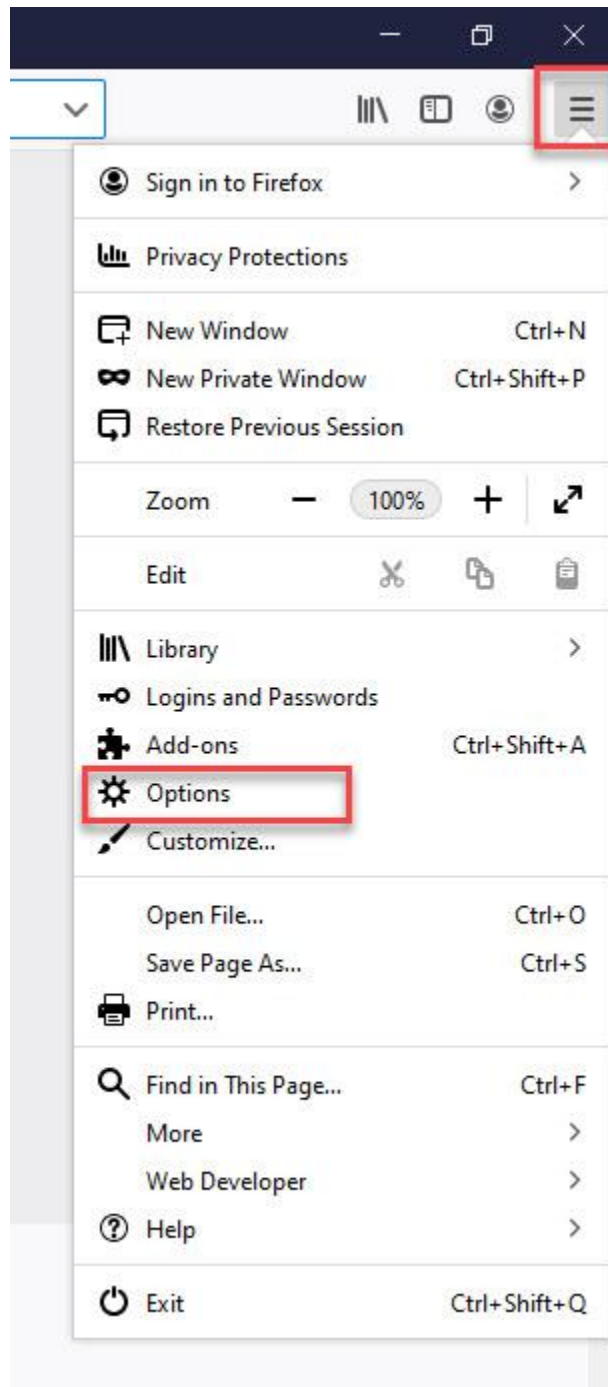 Sign in to Firefox
Privacy Protections
New Window Ctrl+N
New Private Window Ctrl+Shift+P
Restore Previous Session
Zoom 100%
Edit
Library
Logins and Passwords
Add-ons Ctrl+Shift+A
Options
Customize...
Open File... Ctrl+O
Save Page As... Ctrl+S
Print...
Find in This Page... Ctrl+F
More
Web Developer
Help
Exit Ctrl+Shift+Q